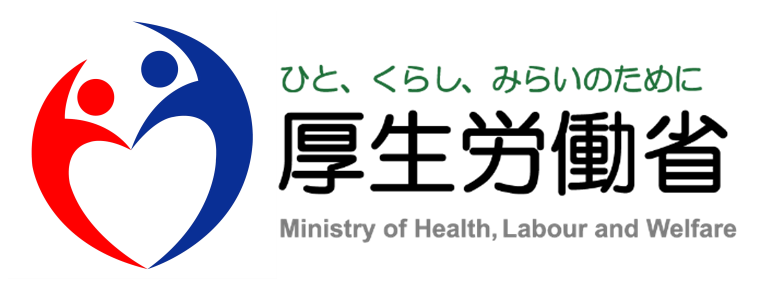 ひと、くらし、みらいのために
厚生労働省
Ministry of Health, Labour and Welfare